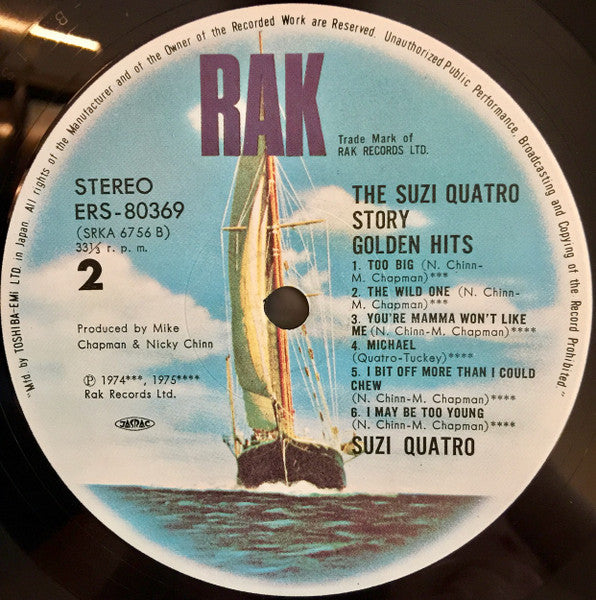 "Mfd by TOSHIBA-EMI LTD. in Japan. All rights of the Manufacturer and of the Owner of the Recorded Work are Reserved. Unauthorized Public Performance, Broadcasting and Copying of the Record Prohibited."
RAK
Trade Mark of
RAK RECORDS LTD.
STEREO
ERS-80369
(SRKA 6756 B)
33⅓ r. p. m.
2
Produced by Mike
Chapman & Nicky Chinn
Ⓟ 1974***, 1975****
Rak Records Ltd.
JASRAC
THE SUZI QUATRO
STORY
GOLDEN HITS
1. TOO BIG (N. Chinn-
M. Chapman)***
2. THE WILD ONE (N. Chinn-
M. Chapman)***
3. YOU'RE MAMMA WON'T LIKE
ME (N. Chinn-M. Chapman)****
4. MICHAEL
(Quatro-Tuckey)****
5. I BIT OFF MORE THAN I COULD
CHEW
(N. Chinn-M. Chapman)****
6. I MAY BE TOO YOUNG
(N. Chinn-M. Chapman)****
SUZI QUATRO